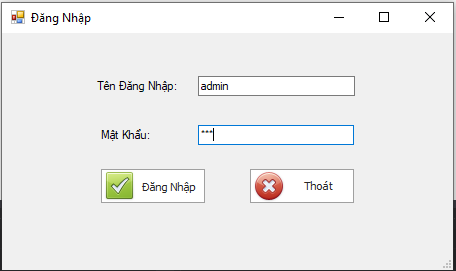 Đăng Nhập
Tên Đăng Nhập: admin
Mật Khẩu: ***
Đăng Nhập Thoát